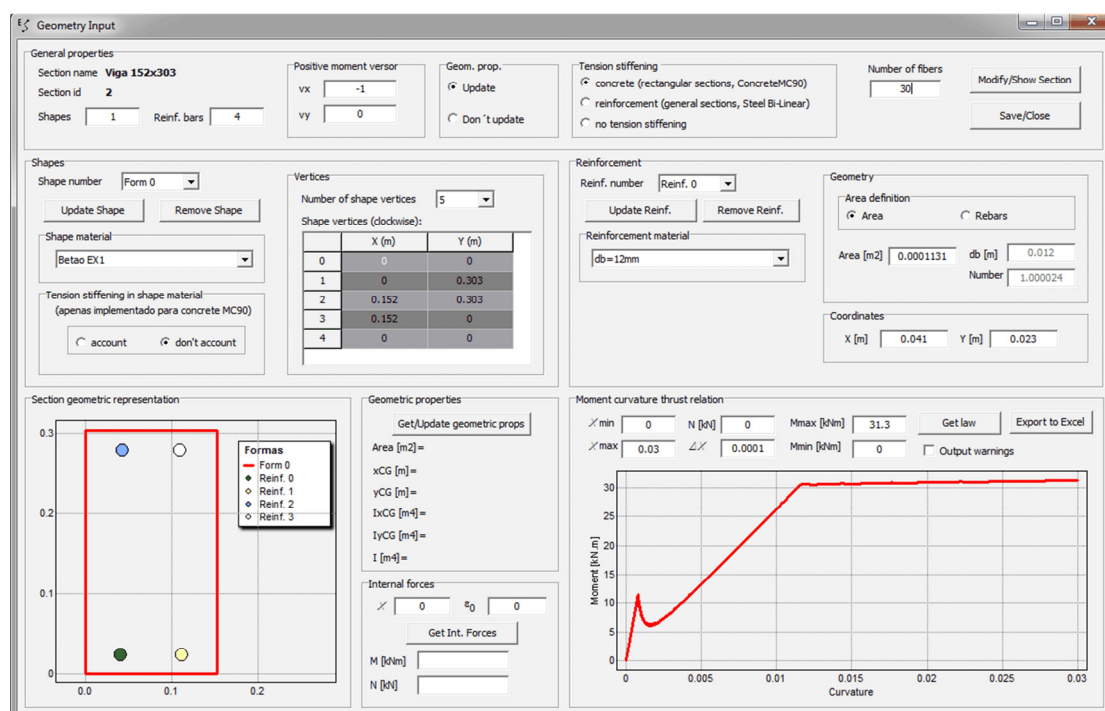 Geometry Input
General properties
Section name Viga 152x303
Section id 2
Shapes 1 Reinf. bars 4
Positive moment versor
vx -1
vy 0
Geom. prop.
Update
Don´t update
Tension stiffening
concrete (rectangular sections, ConcreteMC90)
reinforcement (general sections, Steel Bi-Linear)
no tension stiffening
Number of fibers
30
Modify/Show Section
Save/Close
Shapes
Shape number Form 0
Update Shape Remove Shape
Shape material
Betao EX1
Tension stiffening in shape material
(apenas implementado para concrete MC90)
account don't account
Vertices
Number of shape vertices 5
Shape vertices (clockwise):
X (m) Y (m)
0 0 0
1 0 0.303
2 0.152 0.303
3 0.152 0
4 0 0
Reinforcement
Reinf. number Reinf. 0
Update Reinf. Remove Reinf.
Reinforcement material
db=12mm
Geometry
Area definition
Area Rebars
Area [m2] 0.0001131 db [m] 0.012
Number 1.000024
Coordinates
X [m] 0.041 Y [m] 0.023
Section geometric representation
0.3
0.2
0.1
0
0.0 0.1 0.2
Formas
Form 0
Reinf. 0
Reinf. 1
Reinf. 2
Reinf. 3
Geometric properties
Get/Update geometric props
Area [m2]=
xCG [m]=
yCG [m]=
IxCG [m4]=
IyCG [m4]=
I [m4]=
Internal forces
χ 0 e0 0
Get Int. Forces
M [kNm]
N [kN]
Moment curvature thrust relation
χ min 0 N [kN] 0 Mmax [kNm] 31.3 Get law Export to Excel
χ max 0.03 Δχ 0.0001 Mmin [kNm] 0 Output warnings
Moment [kN.m]
30
25
20
15
10
5
0
0 0.005 0.01 0.015 0.02 0.025 0.03
Curvature